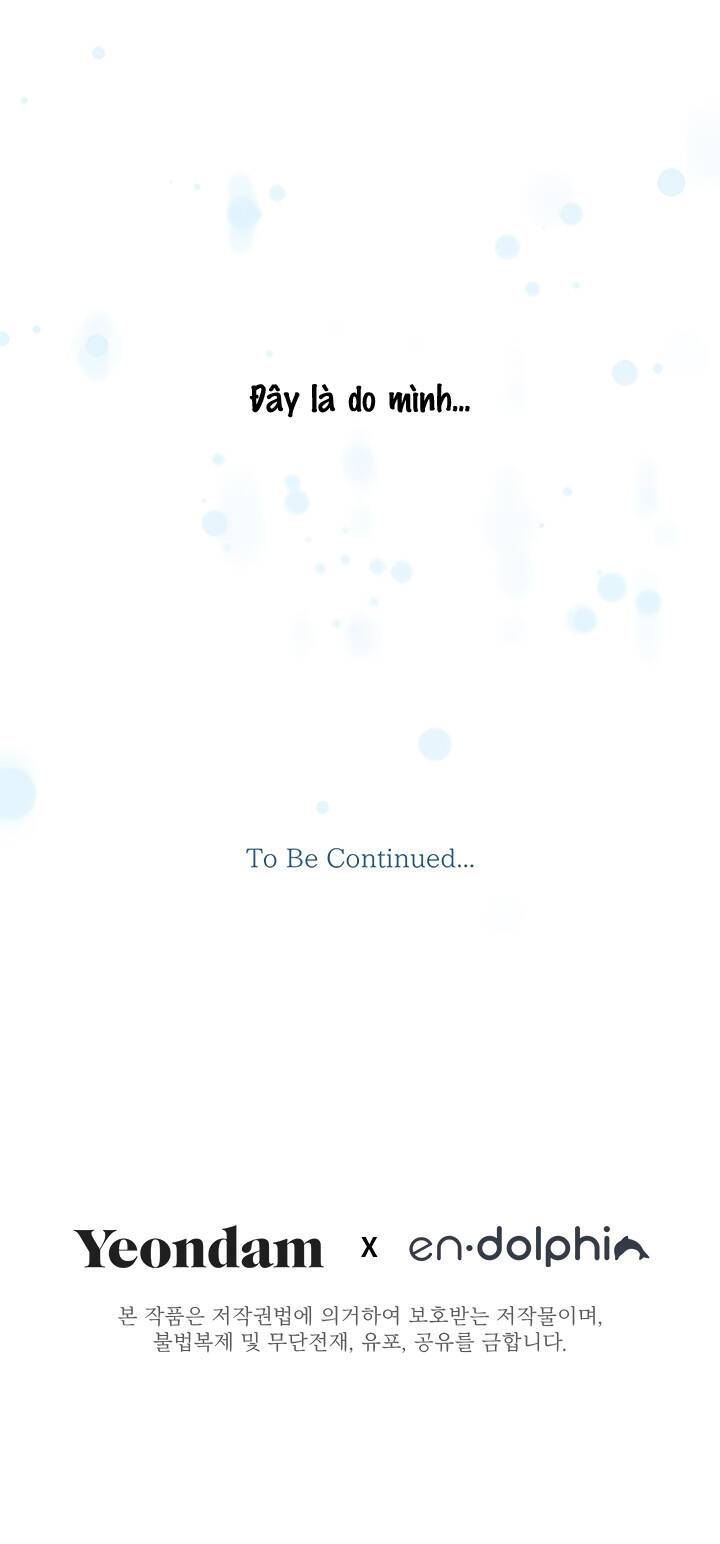 Đây là do mình...
To Be Continued...
Yeondam x en·dolphin
본 작품은 저작권법에 의거하여 보호받는 저작물이며,
불법복제 및 무단전재, 유포, 공유를 금합니다.